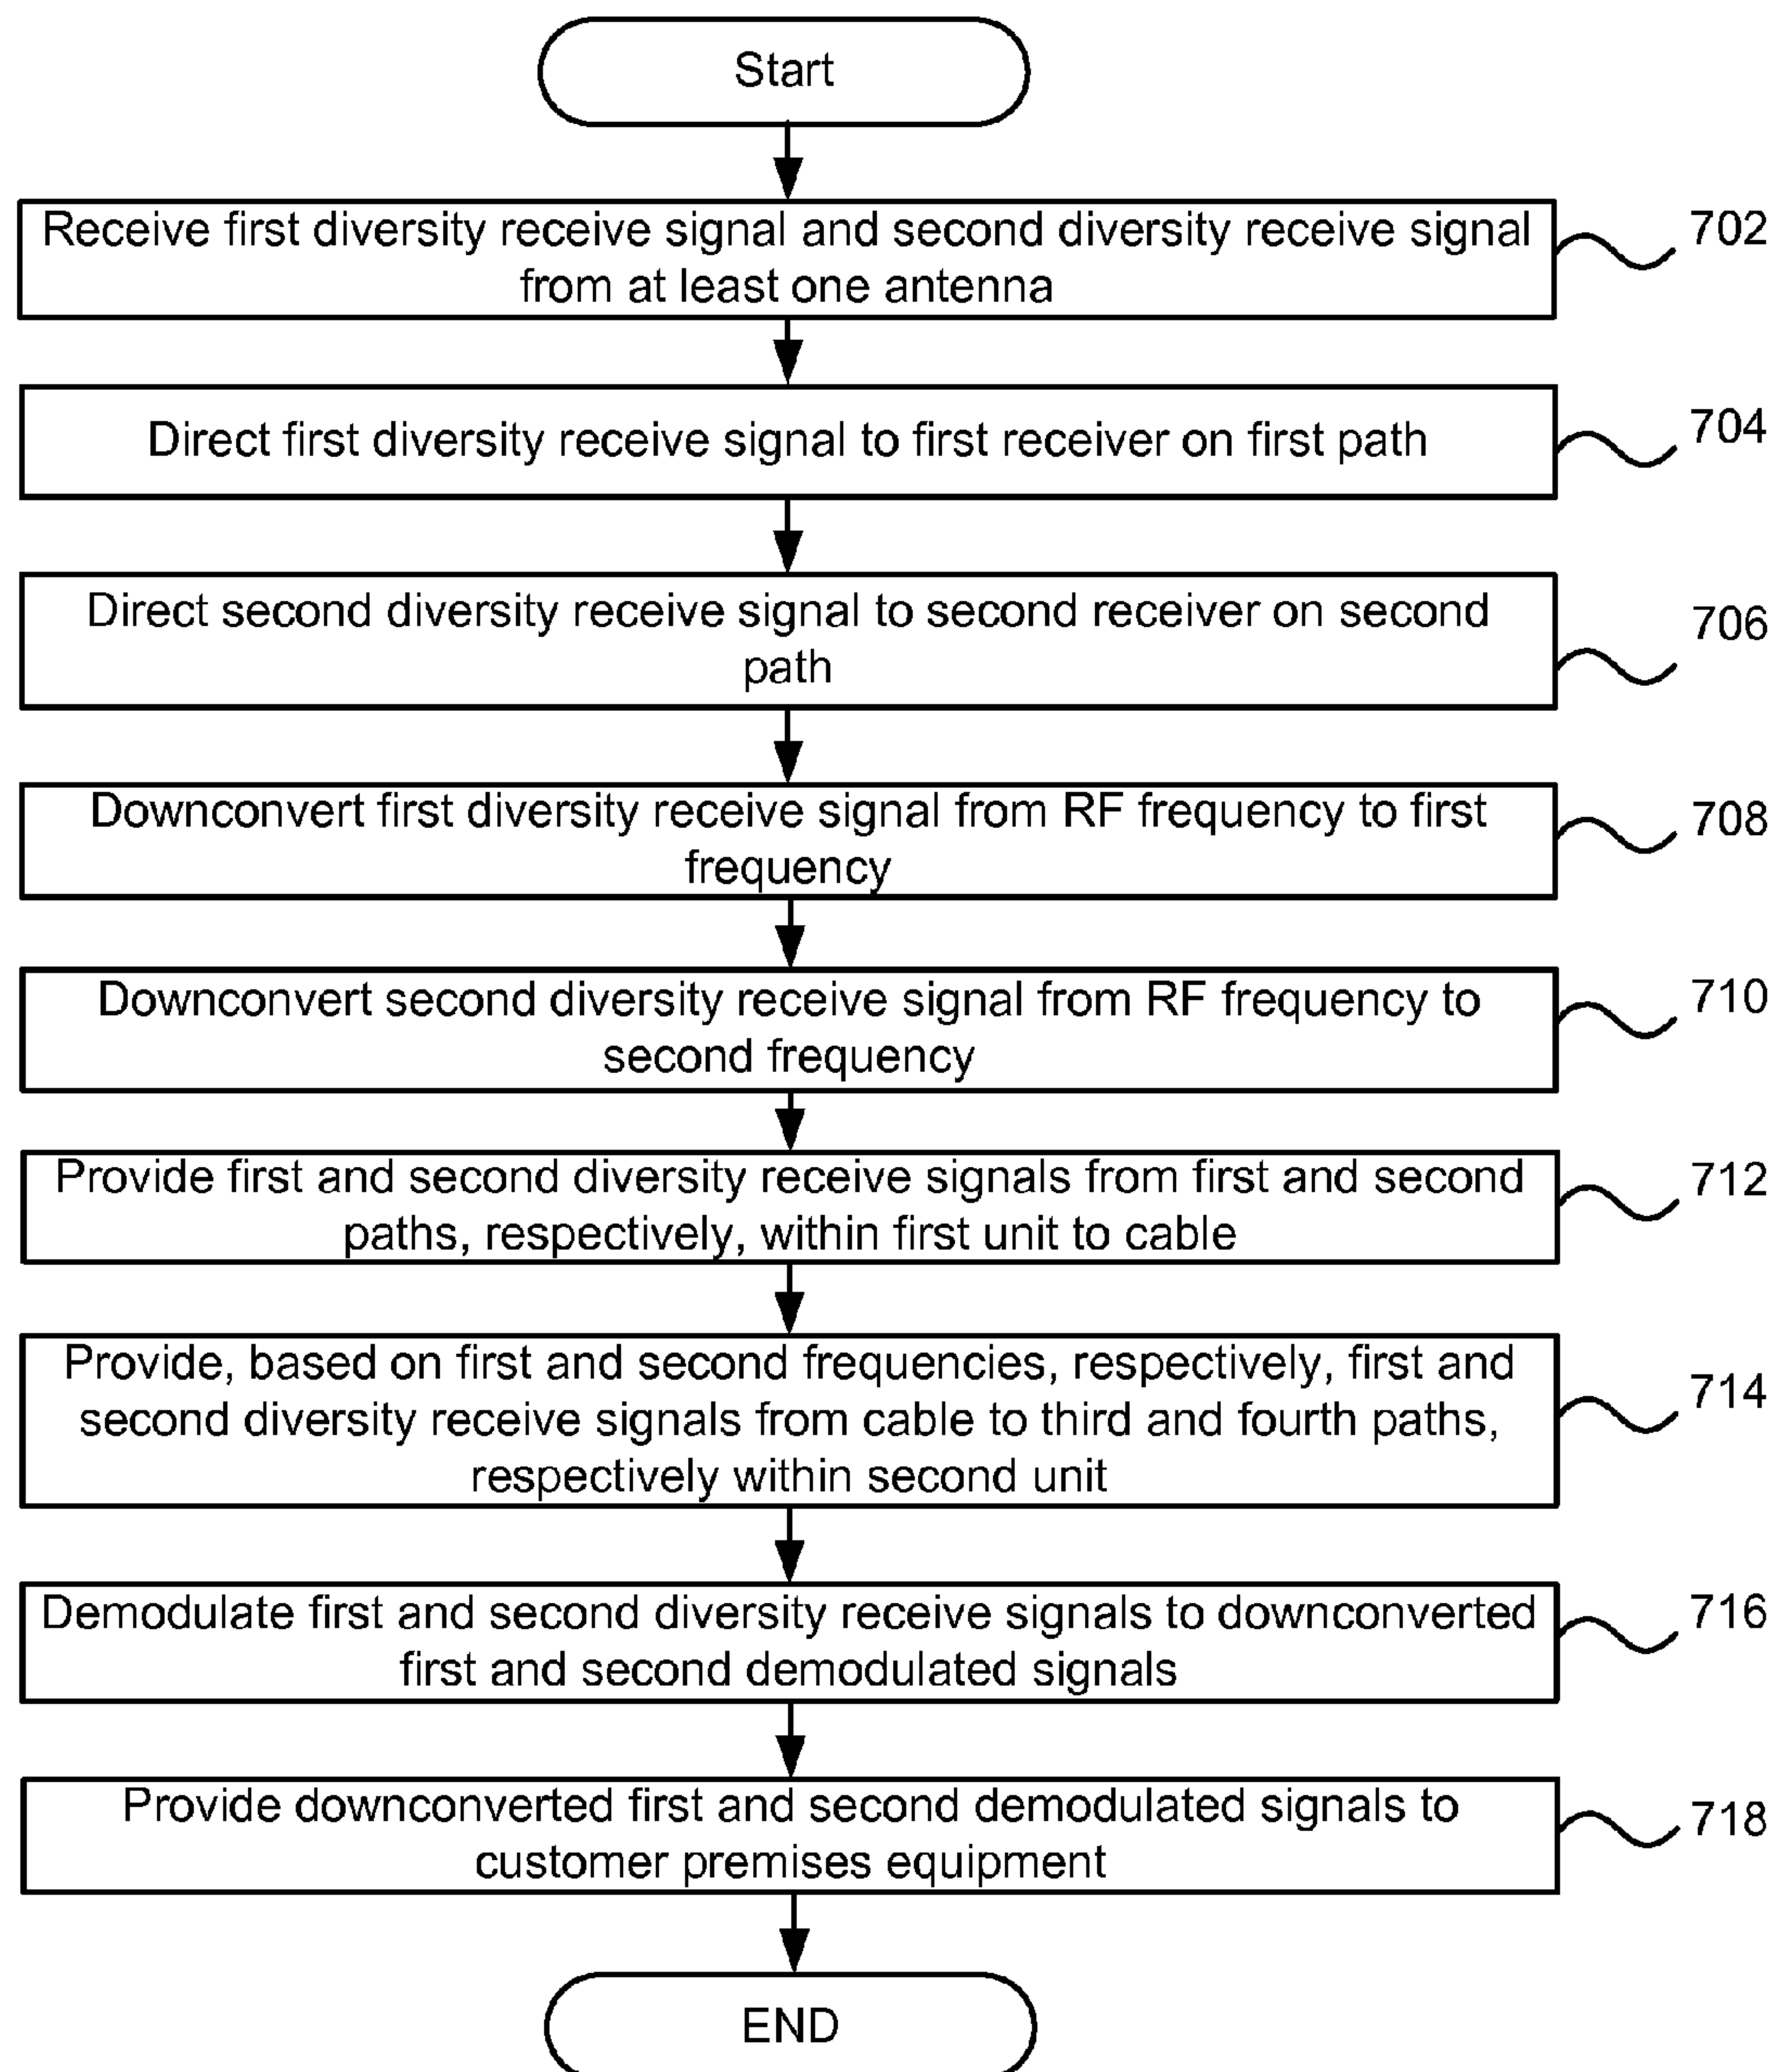 Start
Receive first diversity receive signal and second diversity receive signal
from at least one antenna
702
Direct first diversity receive signal to first receiver on first path
704
Direct second diversity receive signal to second receiver on second
path
706
Downconvert first diversity receive signal from RF frequency to first
frequency
708
Downconvert second diversity receive signal from RF frequency to
second frequency
710
Provide first and second diversity receive signals from first and second
paths, respectively, within first unit to cable
712
Provide, based on first and second frequencies, respectively, first and
second diversity receive signals from cable to third and fourth paths,
respectively within second unit
714
Demodulate first and second diversity receive signals to downconverted
first and second demodulated signals
716
Provide downconverted first and second demodulated signals to
customer premises equipment
718
END